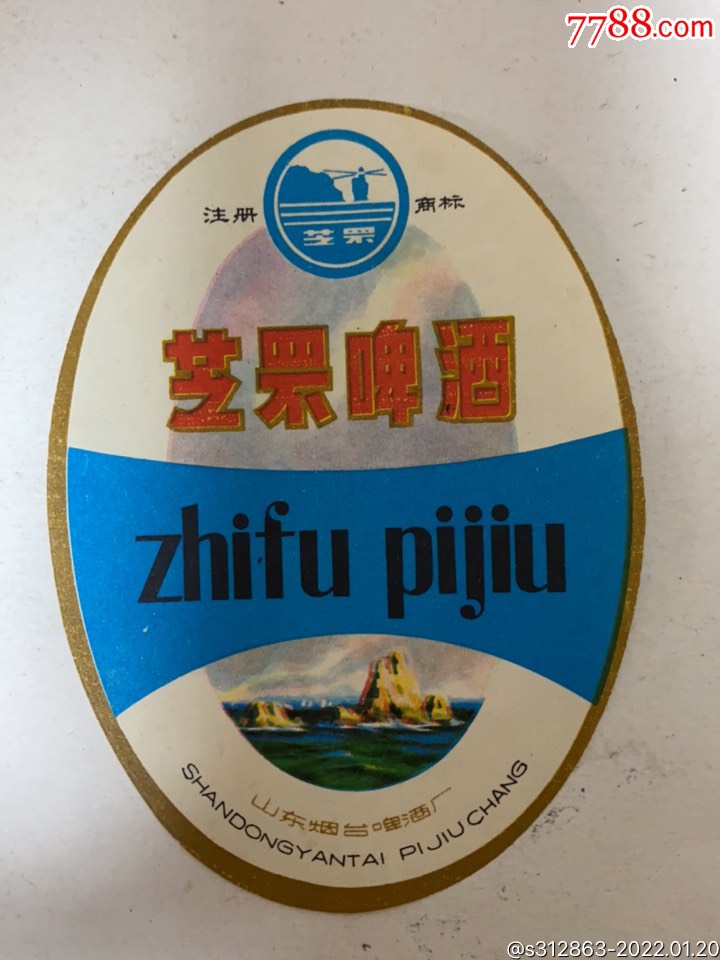 7788.com
注册 商标
芝罘
芝罘啤酒
zhifu pijiu
山东烟台啤酒厂
SHANDONGYANTAI PIJIUCHANG
@s312863-2022.01.20